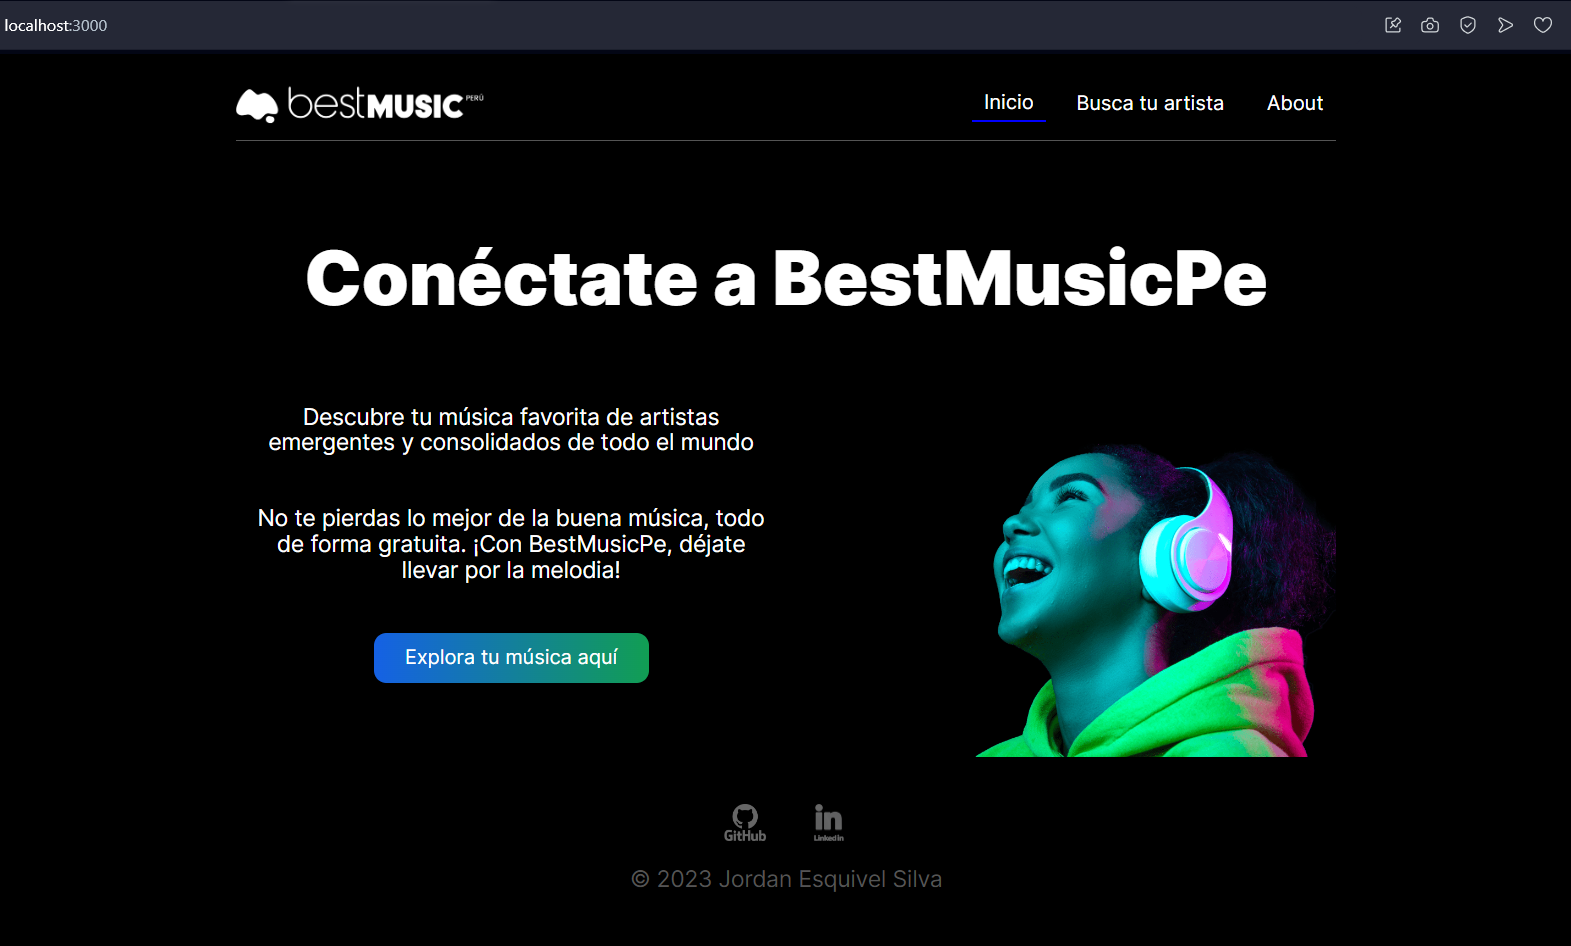 localhost:3000
bestMUSIC PERÚ
Inicio
Busca tu artista
About
Conéctate a BestMusicPe
Descubre tu música favorita de artistas
emergentes y consolidados de todo el mundo
No te pierdas lo mejor de la buena música, todo
de forma gratuita. ¡Con BestMusicPe, déjate
llevar por la melodia!
Explora tu música aquí
GitHub
in
LinkedIn
© 2023 Jordan Esquivel Silva